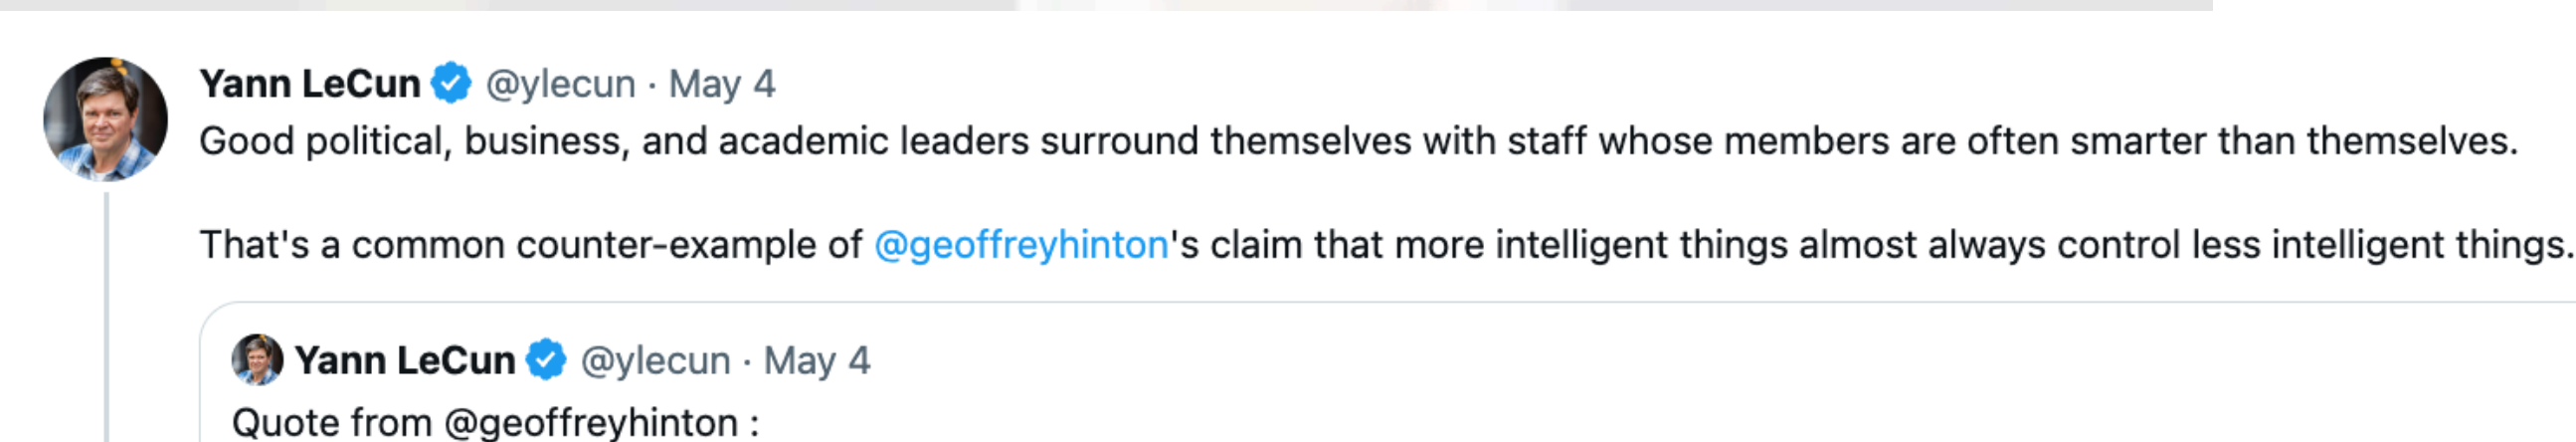 Yann LeCun @ylecun · May 4
Good political, business, and academic leaders surround themselves with staff whose members are often smarter than themselves.
That's a common counter-example of @geoffreyhinton's claim that more intelligent things almost always control less intelligent things.
Yann LeCun @ylecun · May 4
Quote from @geoffreyhinton :